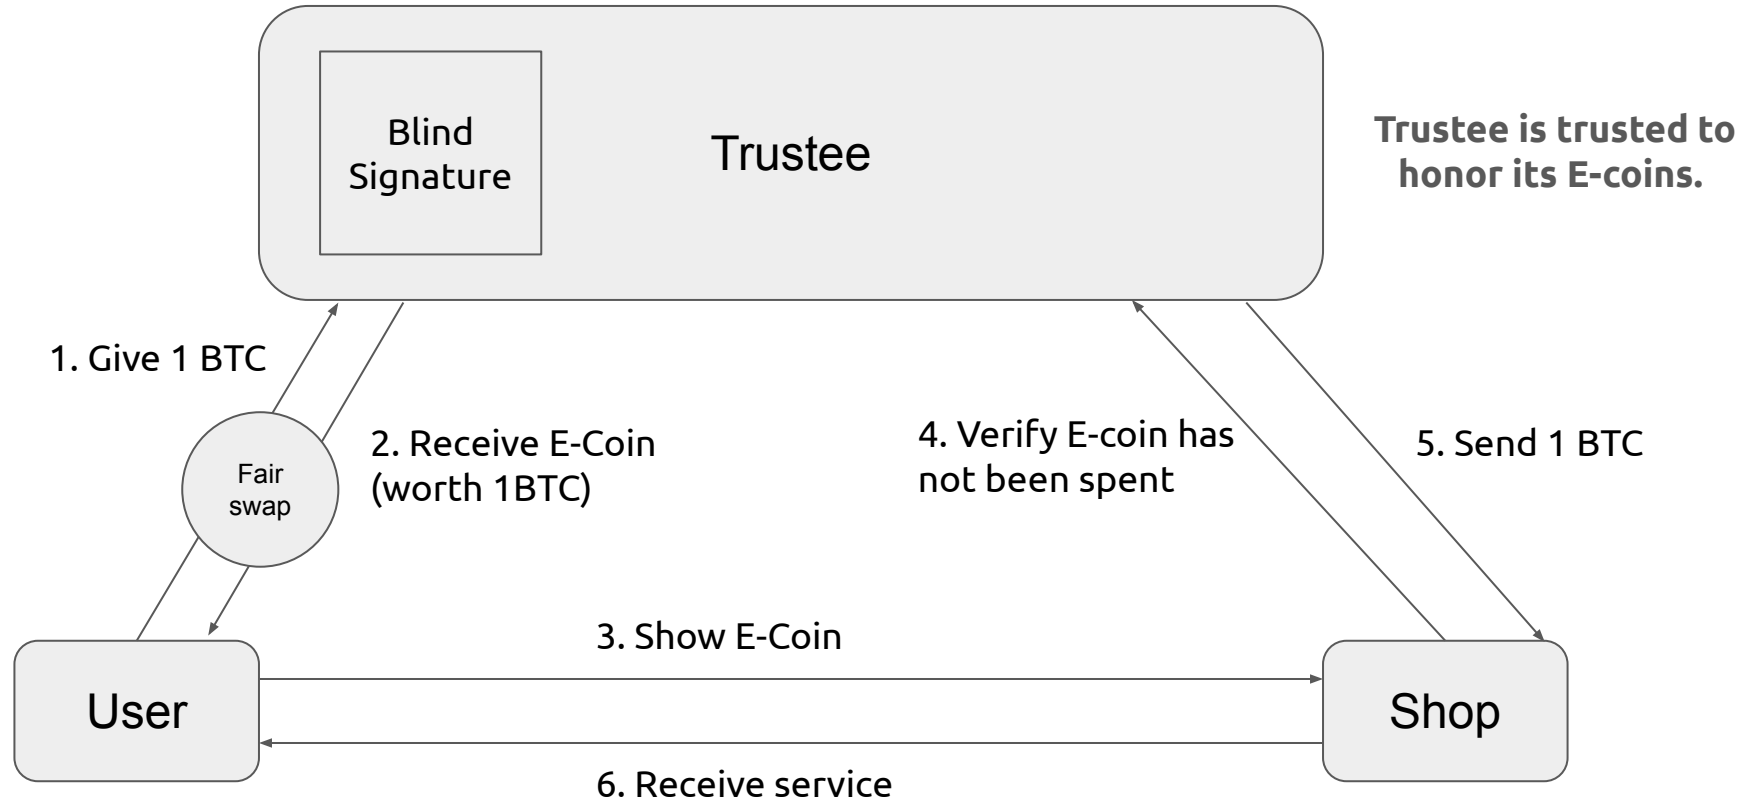 Blind
Signature
Trustee
Trustee is trusted to
honor its E-coins.
1. Give 1 BTC
Fair
swap
2. Receive E-Coin
(worth 1BTC)
4. Verify E-coin has
not been spent
5. Send 1 BTC
3. Show E-Coin
User
Shop
6. Receive service